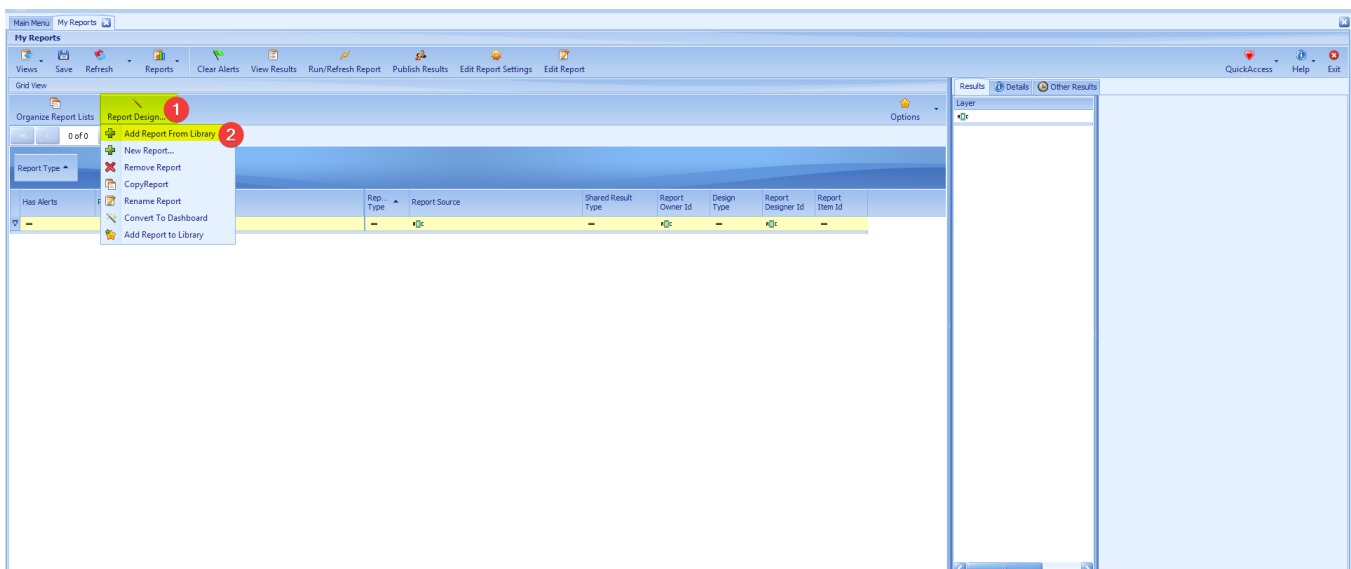 Main Menu My Reports
My Reports
Views Save Refresh Reports Clear Alerts View Results Run/Refresh Report Publish Results Edit Report Settings Edit Report QuickAccess Help Exit
Grid View Results Details Other Results
Organize Report Lists Report Design... 1 Options Layer
0 of 0 Add Report From Library 2
New Report...
Report Type Remove Report
CopyReport
Has Alerts Rename Report Rep... Type Report Source Shared Result Type Report Owner Id Design Type Report Designer Id Report Item Id
Convert To Dashboard
Add Report to Library